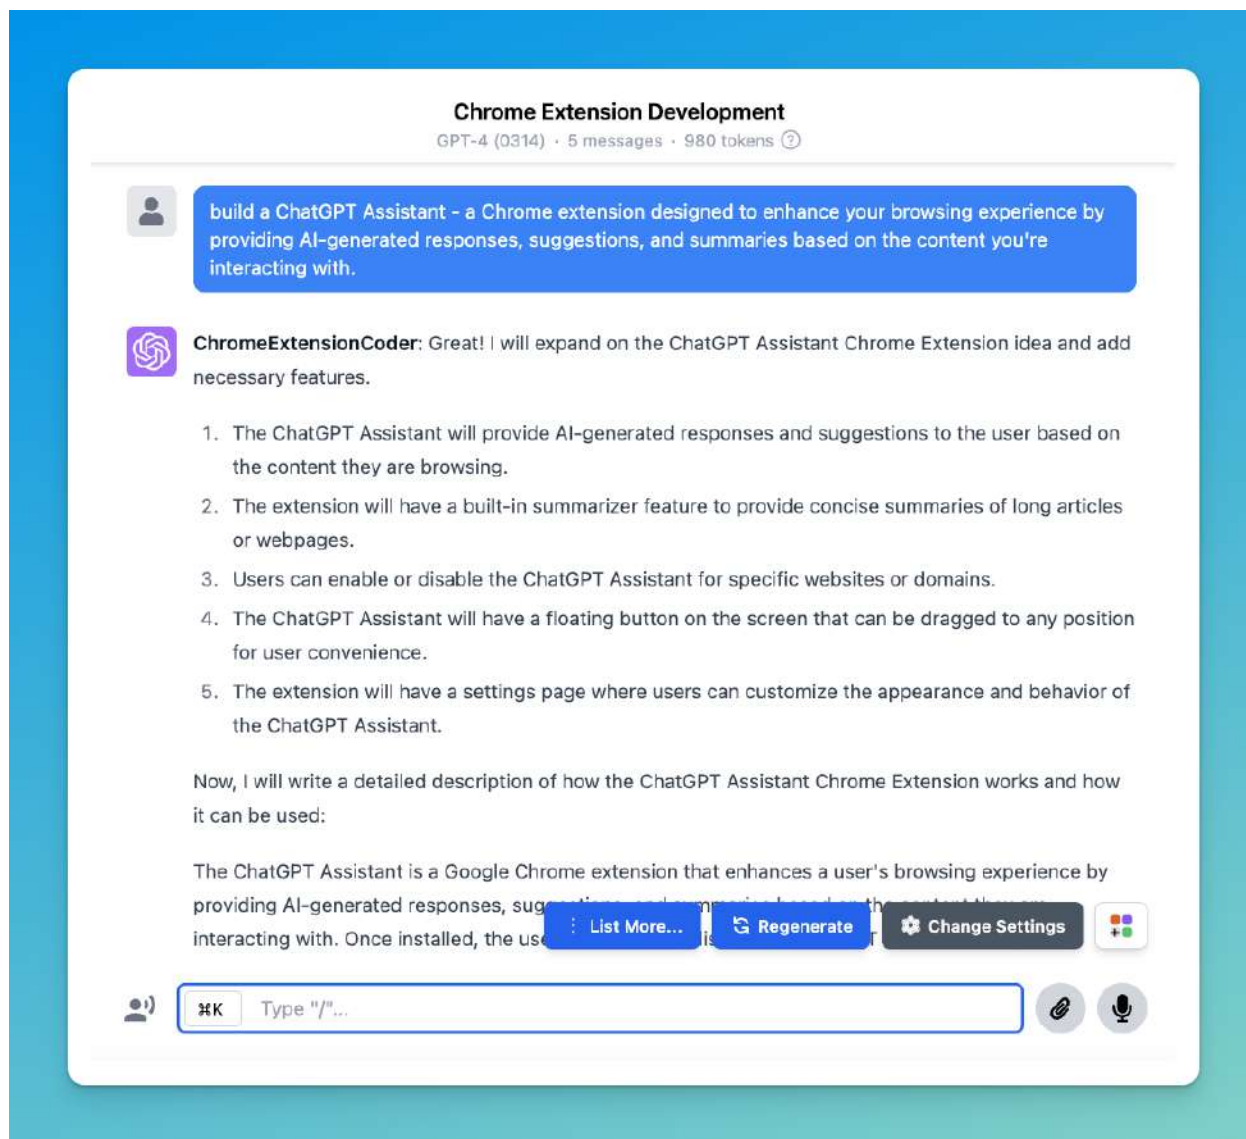 Chrome Extension Development
GPT-4 (0314) · 5 messages · 980 tokens ?
build a ChatGPT Assistant - a Chrome extension designed to enhance your browsing experience by
providing AI-generated responses, suggestions, and summaries based on the content you're
interacting with.
ChromeExtensionCoder: Great! I will expand on the ChatGPT Assistant Chrome Extension idea and add
necessary features.
1. The ChatGPT Assistant will provide AI-generated responses and suggestions to the user based on
the content they are browsing.
2. The extension will have a built-in summarizer feature to provide concise summaries of long articles
or webpages.
3. Users can enable or disable the ChatGPT Assistant for specific websites or domains.
4. The ChatGPT Assistant will have a floating button on the screen that can be dragged to any position
for user convenience.
5. The extension will have a settings page where users can customize the appearance and behavior of
the ChatGPT Assistant.
Now, I will write a detailed description of how the ChatGPT Assistant Chrome Extension works and how
it can be used:
The ChatGPT Assistant is a Google Chrome extension that enhances a user's browsing experience by
providing AI-generated responses,
interacting with. Once installed, the
List More... Regenerate Change Settings
⌘K Type "/"...